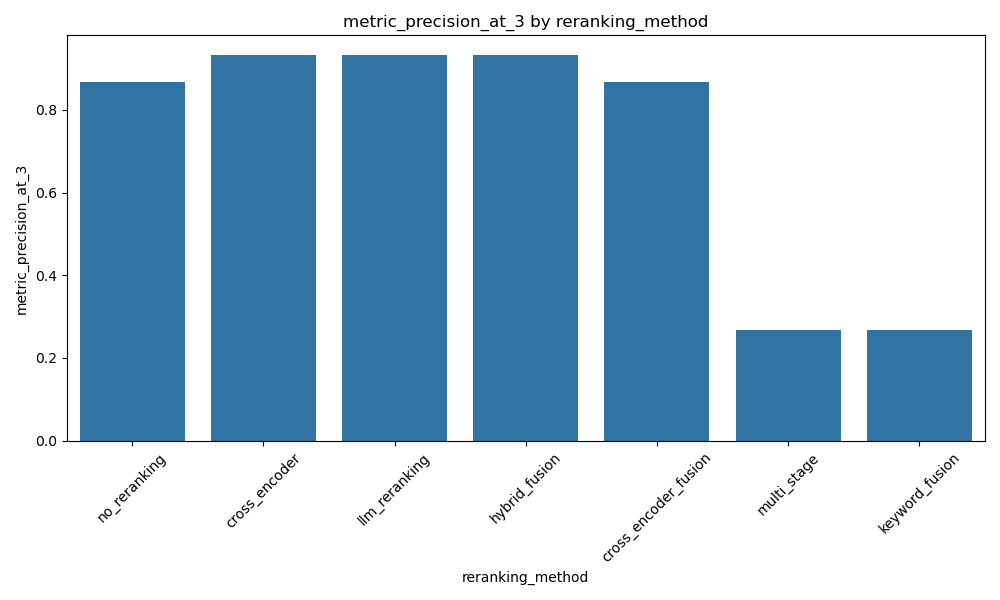 metric_precision_at_3 by reranking_method
metric_precision_at_3
0.8
0.6
0.4
0.2
0.0
no_reranking
cross_encoder
llm_reranking
hybrid_fusion
cross_encoder_fusion
multi_stage
keyword_fusion
reranking_method